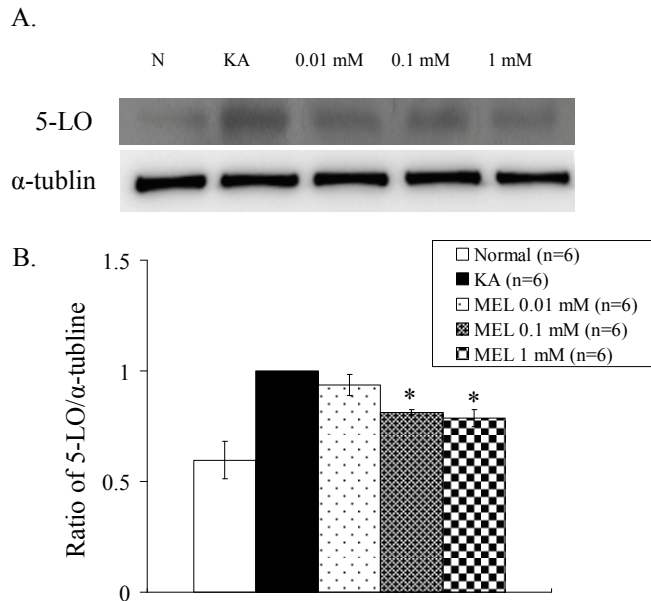 A.
N KA 0.01 mM 0.1 mM 1 mM
5-LO
α-tublin
B.
Ratio of 5-LO/α-tubline
1.5
1
0.5
0
Normal (n=6)
KA (n=6)
MEL 0.01 mM (n=6)
MEL 0.1 mM (n=6)
MEL 1 mM (n=6)
* *